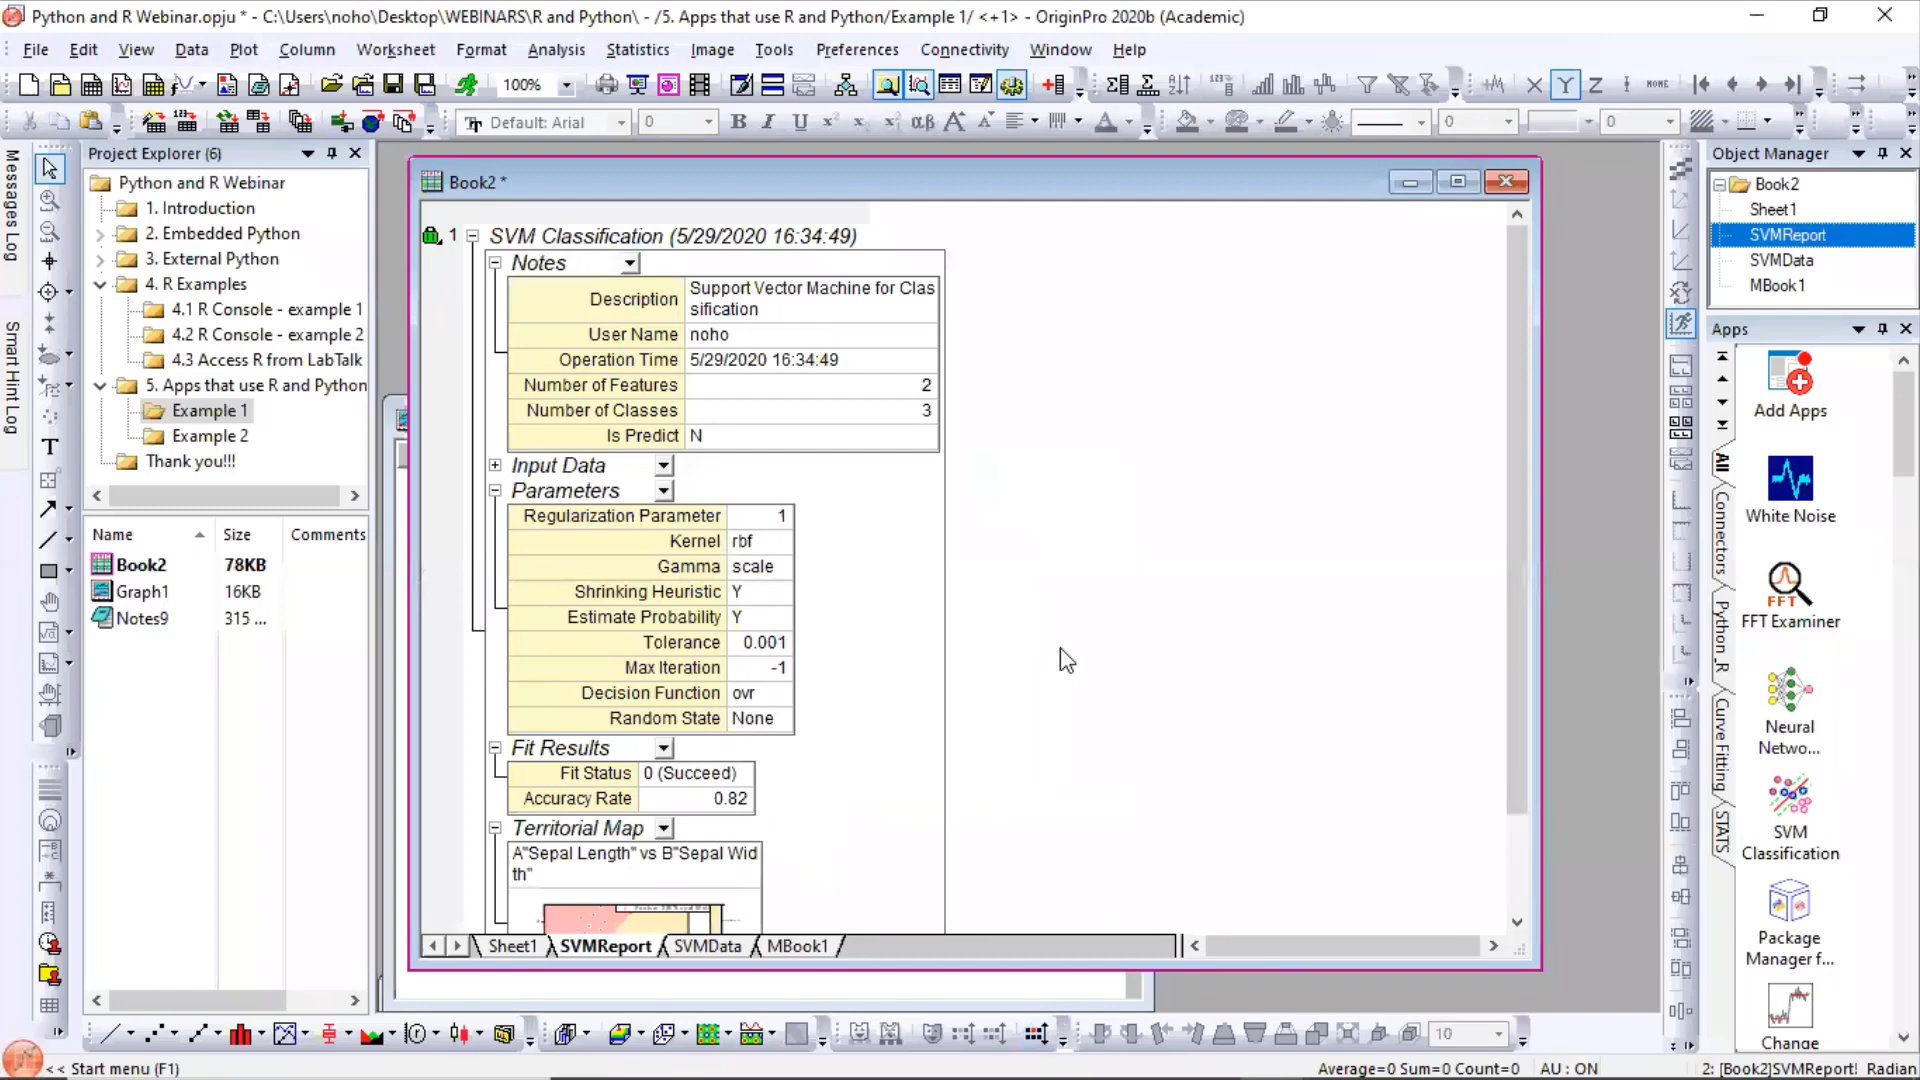 Python and R Webinar.opju * - C:\Users\noho\Desktop\WEBINARS\R and Python\ - /5. Apps that use R and Python/Example 1/ <+1> - OriginPro 2020b (Academic)
File Edit View Data Plot Column Worksheet Format Analysis Statistics Image Tools Preferences Connectivity Window Help
100%
Default: Arial 0 B I U αβ A A 0 0
Messages Log
Smart Hint Log
Project Explorer (6)
Python and R Webinar
1. Introduction
2. Embedded Python
3. External Python
4. R Examples
4.1 R Console - example 1
4.2 R Console - example 2
4.3 Access R from LabTalk
5. Apps that use R and Python
Example 1
Example 2
Thank you!!!
Name Size Comments
Book2 78KB
Graph1 16KB
Notes9 315 ...
Book2 *
1 SVM Classification (5/29/2020 16:34:49)
Notes
Description Support Vector Machine for Clas
sification
User Name noho
Operation Time 5/29/2020 16:34:49
Number of Features 2
Number of Classes 3
Is Predict N
Input Data
Parameters
Regularization Parameter 1
Kernel rbf
Gamma scale
Shrinking Heuristic Y
Estimate Probability Y
Tolerance 0.001
Max Iteration -1
Decision Function ovr
Random State None
Fit Results
Fit Status 0 (Succeed)
Accuracy Rate 0.82
Territorial Map
A"Sepal Length" vs B"Sepal Wid
th"
Sheet1 SVMReport SVMData MBook1
Object Manager
Book2
Sheet1
SVMReport
SVMData
MBook1
Apps
All
Connectors
Python_R
Curve Fitting
STATS
Add Apps
White Noise
FFT
FFT Examiner
Neural
Netwo...
SVM
Classification
Package
Manager f...
Change
10
<< Start menu (F1) Average=0 Sum=0 Count=0 AU : ON 2: [Book2]SVMReport! Radian